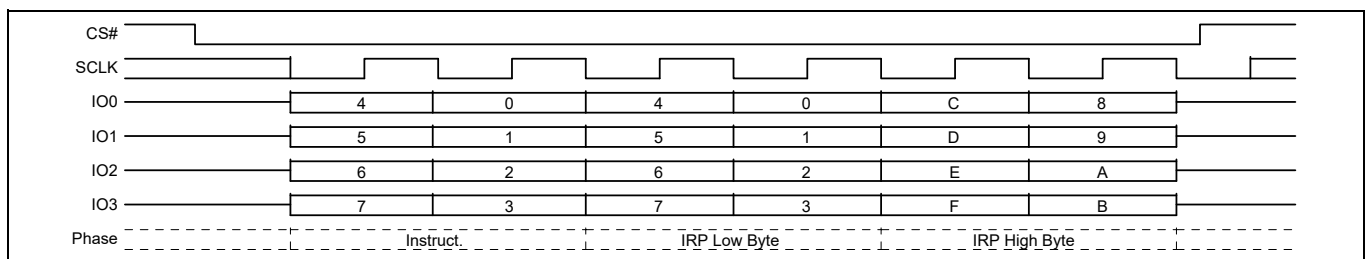 CS#
SCLK
IO0 4 0 4 0 C 8
IO1 5 1 5 1 D 9
IO2 6 2 6 2 E A
IO3 7 3 7 3 F B
Phase Instruct. IRP Low Byte IRP High Byte